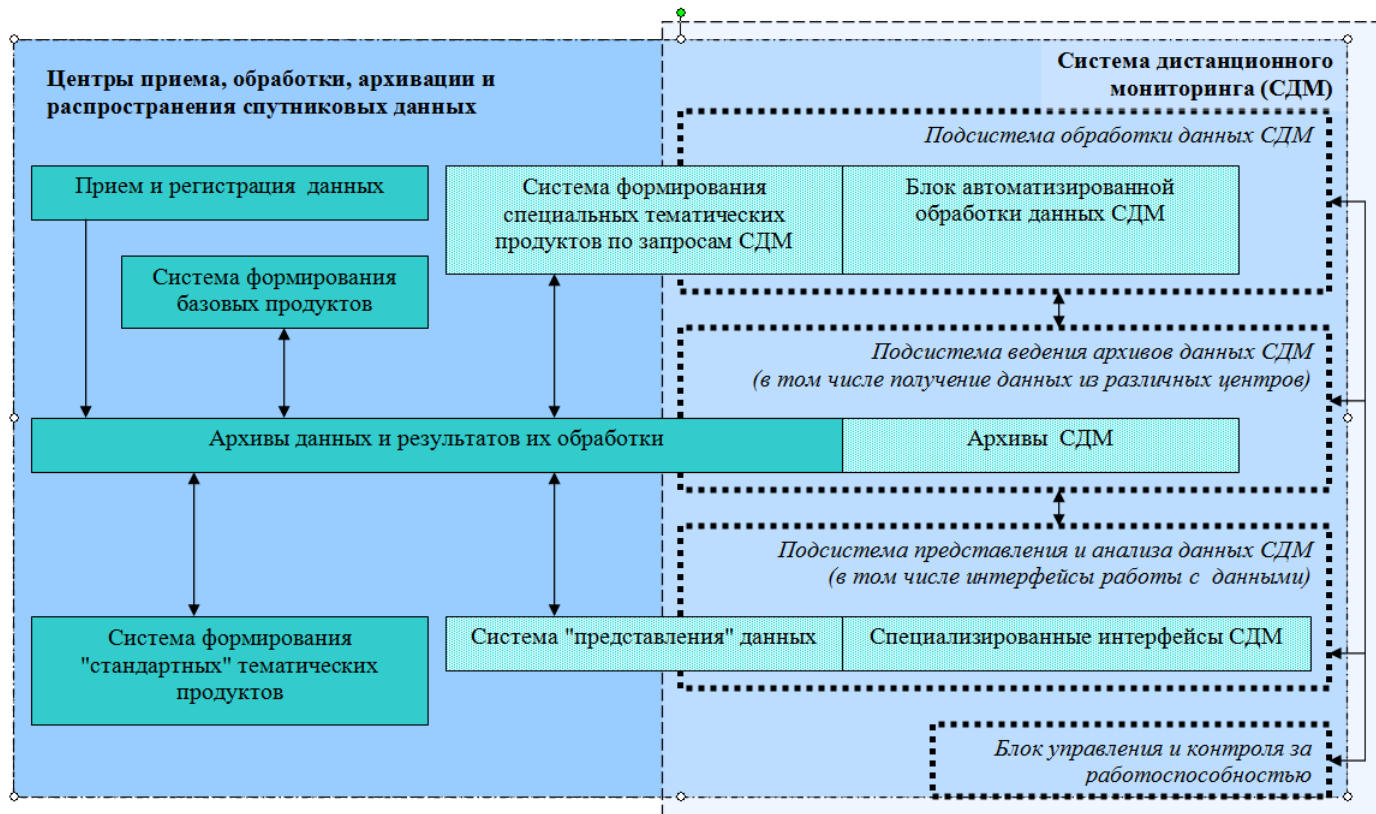 Центры приема, обработки, архивации и
распространения спутниковых данных
Система дистанционного
мониторинга (СДМ)
Подсистема обработки данных СДМ
Прием и регистрация данных
Система формирования
специальных тематических
продуктов по запросам СДМ
Блок автоматизированной
обработки данных СДМ
Система формирования
базовых продуктов
Подсистема ведения архивов данных СДМ
(в том числе получение данных из различных центров)
Архивы данных и результатов их обработки
Архивы СДМ
Подсистема представления и анализа данных СДМ
(в том числе интерфейсы работы с данными)
Система формирования
"стандартных" тематических
продуктов
Система "представления" данных
Специализированные интерфейсы СДМ
Блок управления и контроля за
работоспособностью